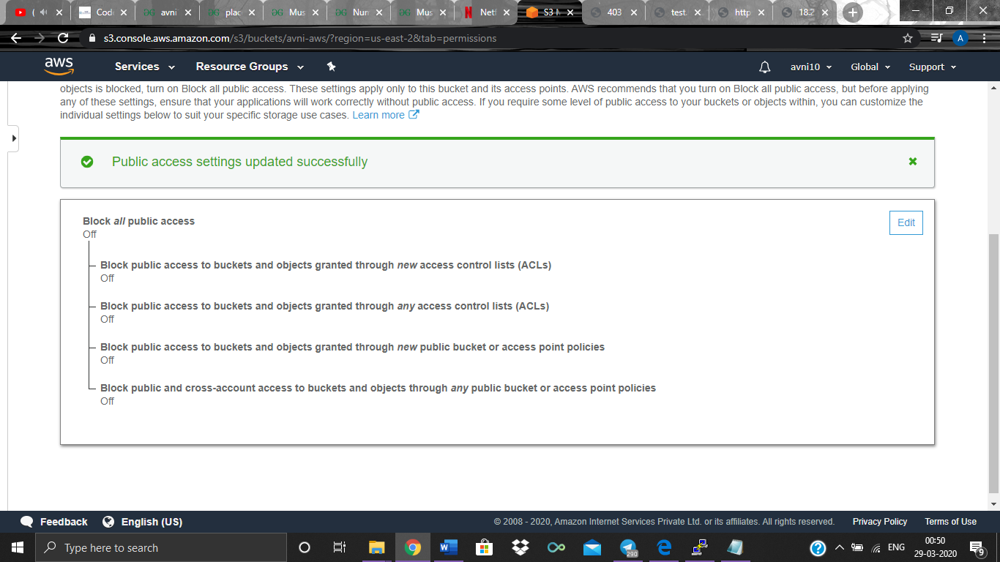 (
Cod
avni
plac
Mus
Nun
Mus
Net
S3 M
403
test.
http
18.2
s3.console.aws.amazon.com/s3/buckets/avni-aws/?region=us-east-2&tab=permissions
A
aws
Services
Resource Groups
avni10
Global
Support
objects is blocked, turn on Block all public access. These settings apply only to this bucket and its access points. AWS recommends that you turn on Block all public access, but before applying
any of these settings, ensure that your applications will work correctly without public access. If you require some level of public access to your buckets or objects within, you can customize the
individual settings below to suit your specific storage use cases. Learn more
Public access settings updated successfully
Block all public access
Edit
Off
Block public access to buckets and objects granted through new access control lists (ACLs)
Off
Block public access to buckets and objects granted through any access control lists (ACLs)
Off
Block public access to buckets and objects granted through new public bucket or access point policies
Off
Block public and cross-account access to buckets and objects through any public bucket or access point policies
Off
Feedback
English (US)
© 2008 - 2020, Amazon Internet Services Private Ltd. or its affiliates. All rights reserved.
Privacy Policy
Terms of Use
Type here to search
290
ENG
00:50
29-03-2020
9